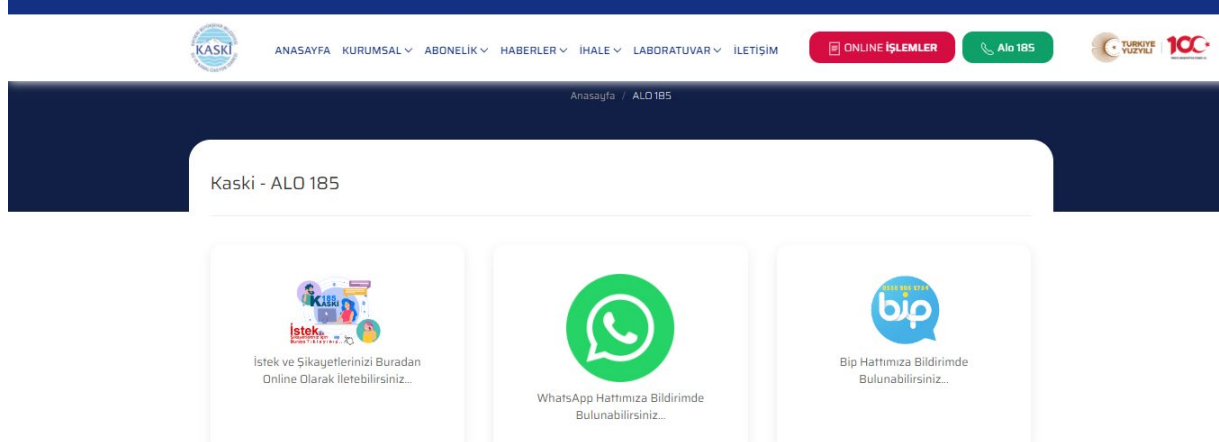 KASKİ
ANASAYFA KURUMSAL ABONELİK HABERLER İHALE LABORATUVAR İLETİŞİM
ONLINE İŞLEMLER
Alo 185
TÜRKİYE
YÜZYILI
100
Anasayfa / ALO 185
Kaski - ALO 185
185
KASKİ
İstek
İstek ve Şikayetlerinizi Buradan
Online Olarak İletebilirsiniz...
WhatsApp Hattımıza Bildirimde
Bulunabilirsiniz...
bip
Bip Hattımıza Bildirimde
Bulunabilirsiniz...